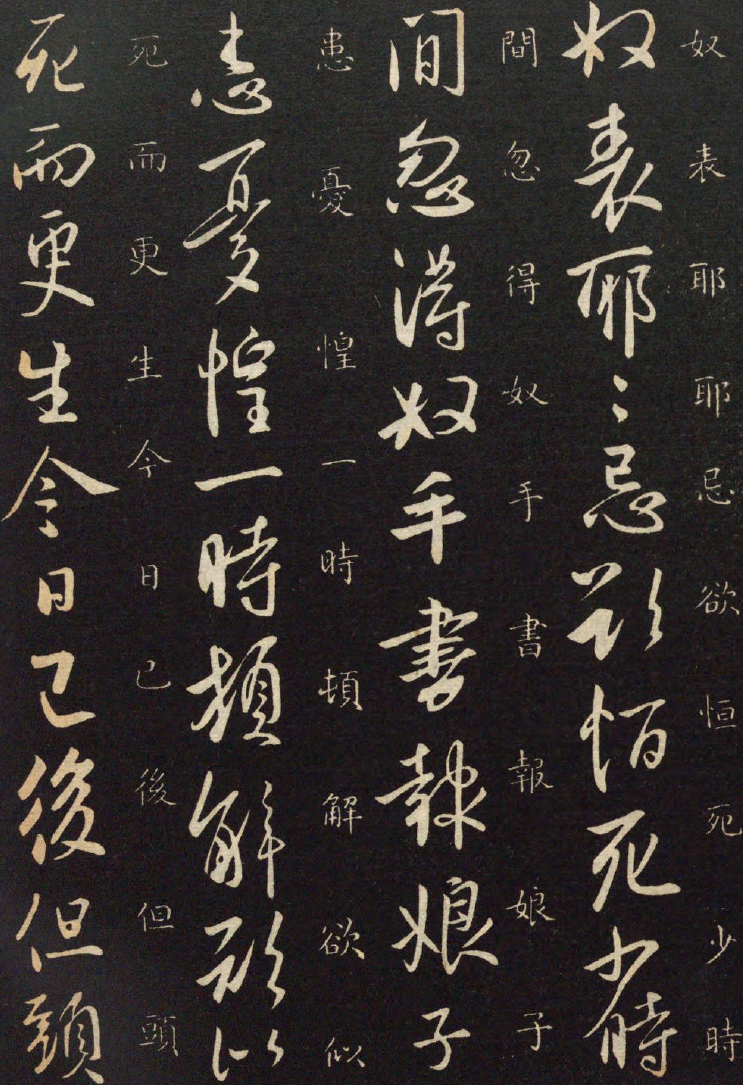 奴表耶耶忌欲恒死少時
奴表耶〻忌欲恒死少時
間忽得奴手書報娘子
間忽得奴手書報娘子
患憂惶一時頓解欲似
患憂惶一時頓解欲似
死而更生今日已後但頭
死而更生今日已後但頭